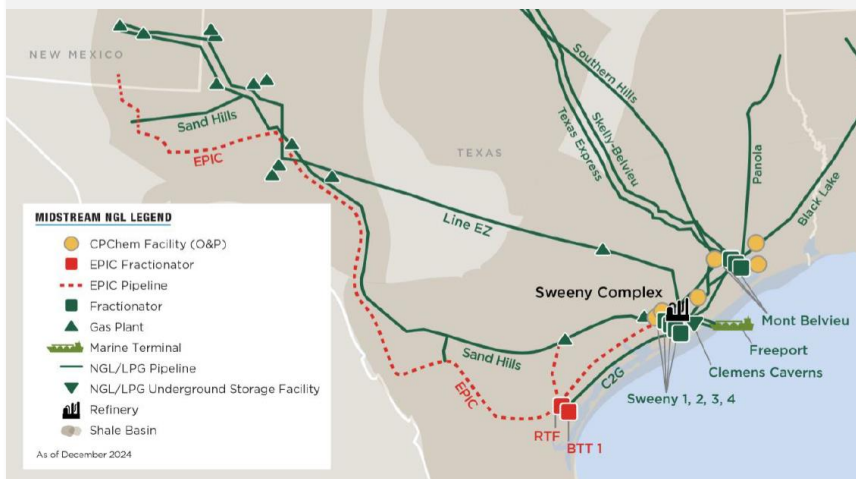 NEW MEXICO
Southern Hills
Sand Hills
EPIC
TEXAS
Skelly-Belvieu
Texas Express
Panola
Black Lake
Line EZ
MIDSTREAM NGL LEGEND
CPChem Facility (O&P)
EPIC Fractionator
EPIC Pipeline
Fractionator
Gas Plant
Marine Terminal
NGL/LPG Pipeline
NGL/LPG Underground Storage Facility
Refinery
Shale Basin
As of December 2024
Sweeny Complex
Mont Belvieu
Freeport
Clemens Caverns
Sand Hills
EPIC
C2G
Sweeny 1, 2, 3, 4
RTF
BTT 1